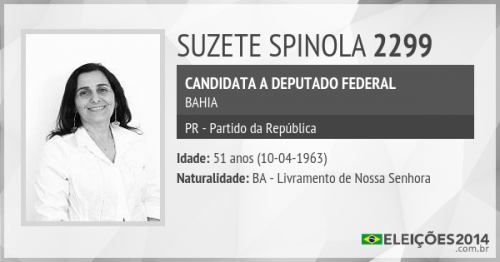 SUZETE SPINOLA 2299
CANDIDATA A DEPUTADO FEDERAL
BAHIA
PR - Partido da República
Idade: 51 anos (10-04-1963)
Naturalidade: BA - Livramento de Nossa Senhora
ELEIÇÕES2014
.com.br